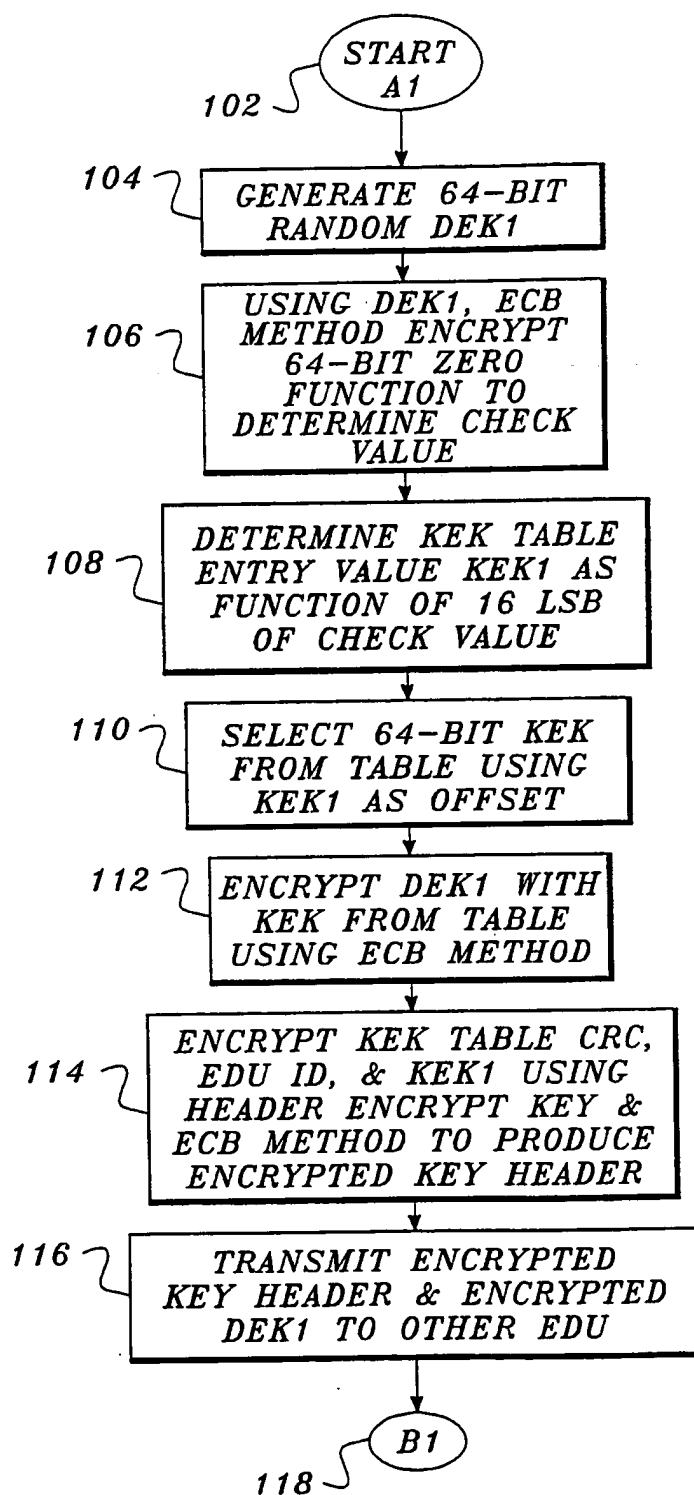 START
A1
102
104
GENERATE 64-BIT
RANDOM DEK1
106
USING DEK1, ECB
METHOD ENCRYPT
64-BIT ZERO
FUNCTION TO
DETERMINE CHECK
VALUE
108
DETERMINE KEK TABLE
ENTRY VALUE KEK1 AS
FUNCTION OF 16 LSB
OF CHECK VALUE
110
SELECT 64-BIT KEK
FROM TABLE USING
KEK1 AS OFFSET
112
ENCRYPT DEK1 WITH
KEK FROM TABLE
USING ECB METHOD
114
ENCRYPT KEK TABLE CRC,
EDU ID, & KEK1 USING
HEADER ENCRYPT KEY &
ECB METHOD TO PRODUCE
ENCRYPTED KEY HEADER
116
TRANSMIT ENCRYPTED
KEY HEADER & ENCRYPTED
DEK1 TO OTHER EDU
B1
118